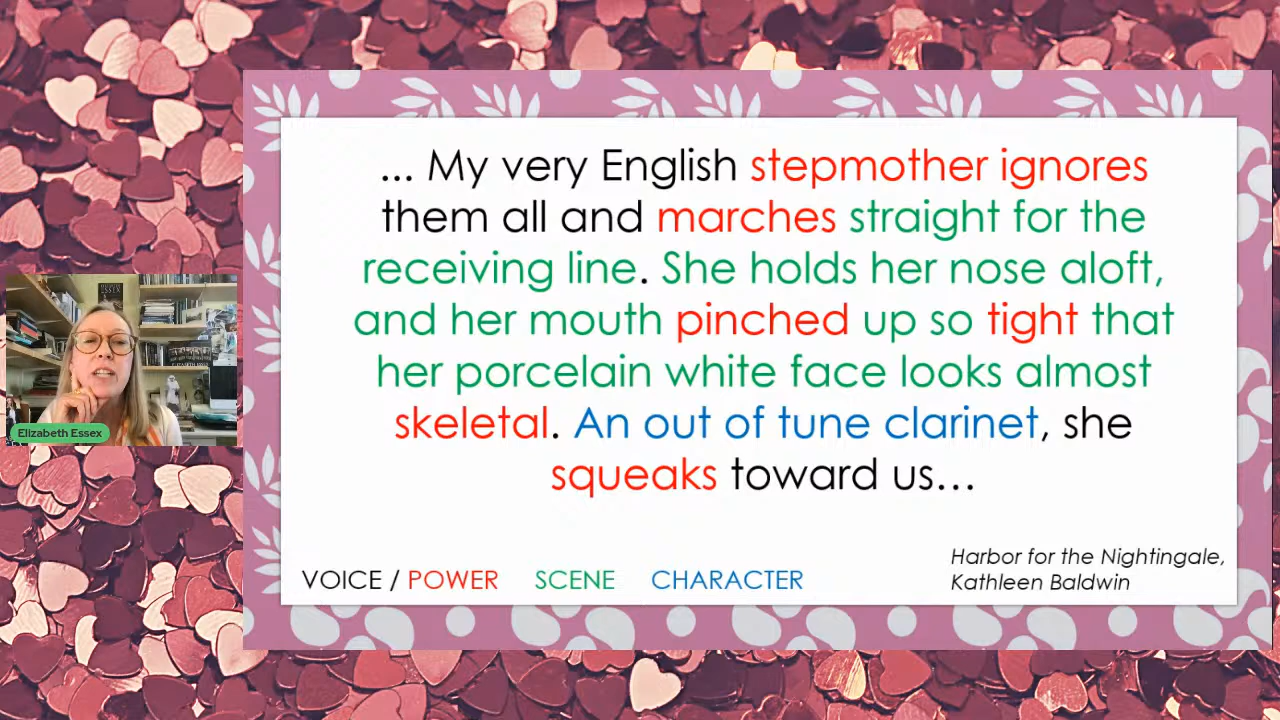 ... My very English stepmother ignores
them all and marches straight for the
receiving line. She holds her nose aloft,
and her mouth pinched up so tight that
her porcelain white face looks almost
skeletal. An out of tune clarinet, she
squeaks toward us…
Harbor for the Nightingale,
Kathleen Baldwin
VOICE / POWER SCENE CHARACTER
Elizabeth Essex